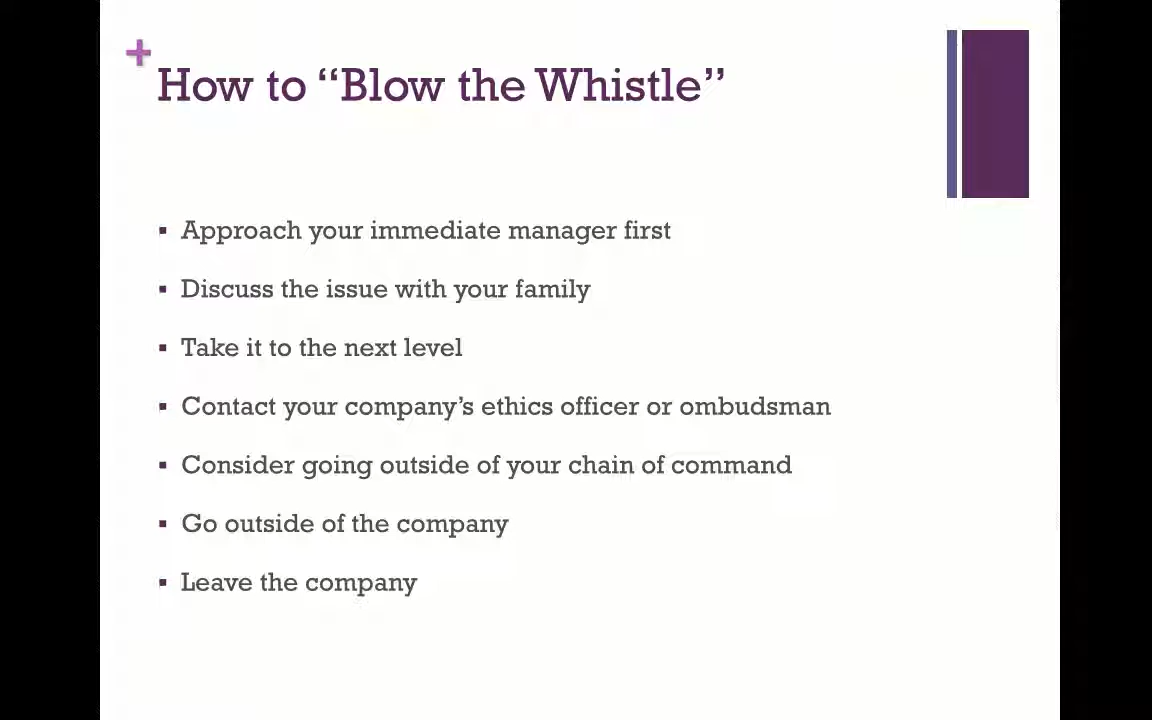 +
How to “Blow the Whistle”
▪ Approach your immediate manager first
▪ Discuss the issue with your family
▪ Take it to the next level
▪ Contact your company’s ethics officer or ombudsman
▪ Consider going outside of your chain of command
▪ Go outside of the company
▪ Leave the company